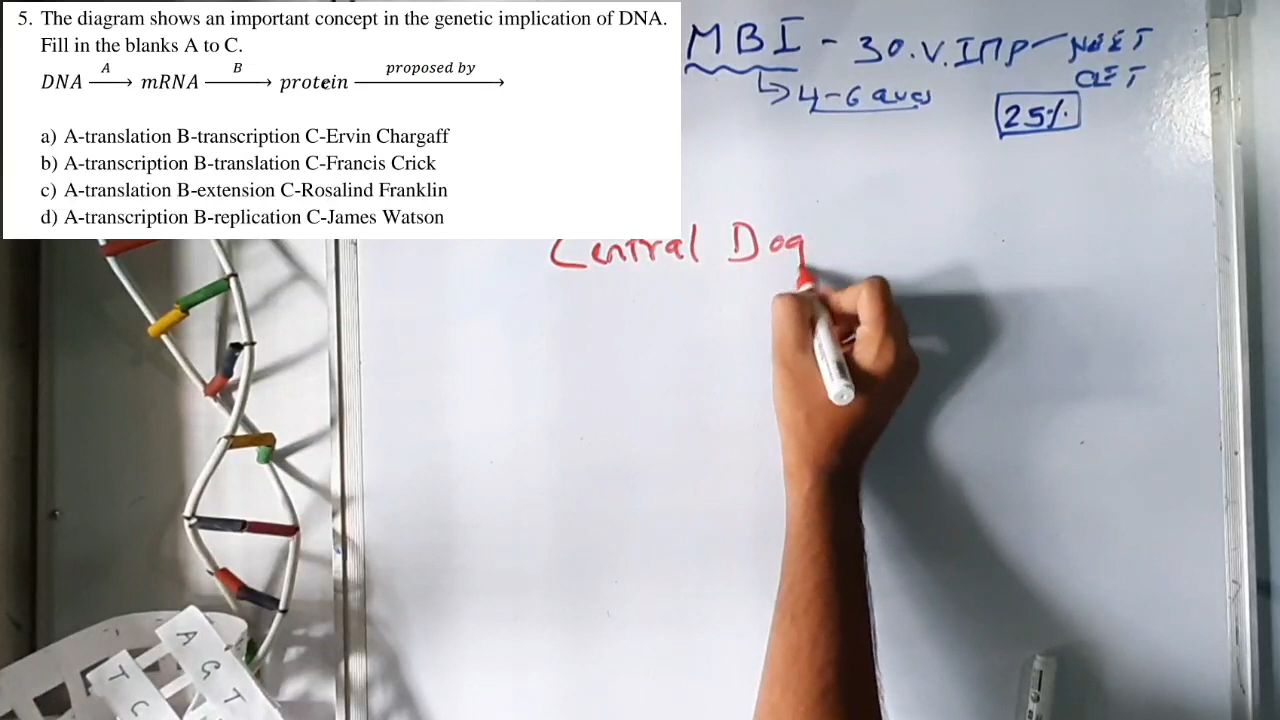 5. The diagram shows an important concept in the genetic implication of DNA.
Fill in the blanks A to C.
DNA —A→ mRNA —B→ protein —proposed by→
a) A-translation B-transcription C-Ervin Chargaff
b) A-transcription B-translation C-Francis Crick
c) A-translation B-extension C-Rosalind Franklin
d) A-transcription B-replication C-James Watson
MBI - 30.V.Imp - NEET
CET
4-6 ques
25%
Central Dog
A
G
T
T
C